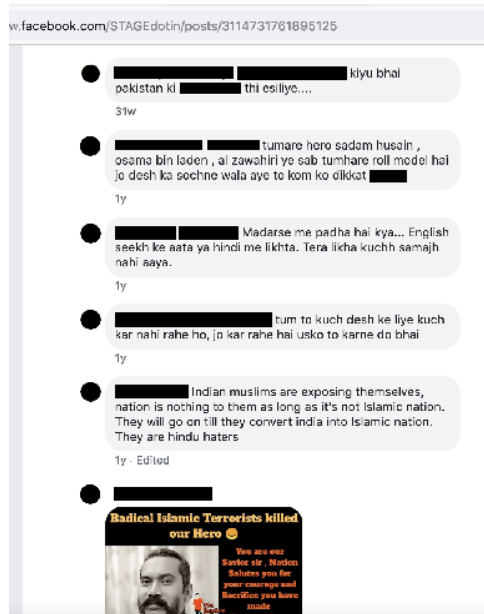 w.facebook.com/STAGEdotin/posts/3114731761895125
kiyu bhai
pakistan ki thi esiliye....
31w
tumare hero sadam husain ,
osama bin laden , al zawahiri ye sab tumhare roll model hai
jo desh ka sochne wala aye to kom ko dikkat
1y
Madarse me padha hai kya... English
seekh ke aata ya hindi me likhta. Tera likha kuchh samajh
nahi aaya.
1y
tum to kuch desh ke liye kuch
kar nahi rahe ho, jo kar rahe hai usko to karne do bhai
1y
Indian muslims are exposing themselves,
nation is nothing to them as long as it's not Islamic nation.
They will go on till they convert india into Islamic nation.
They are hindu haters
1y · Edited
Radical Islamic Terrorists killed
our Hero
You are our
Savior sir , Nation
Salutes you for
your courage and
Sacrifice you have
made